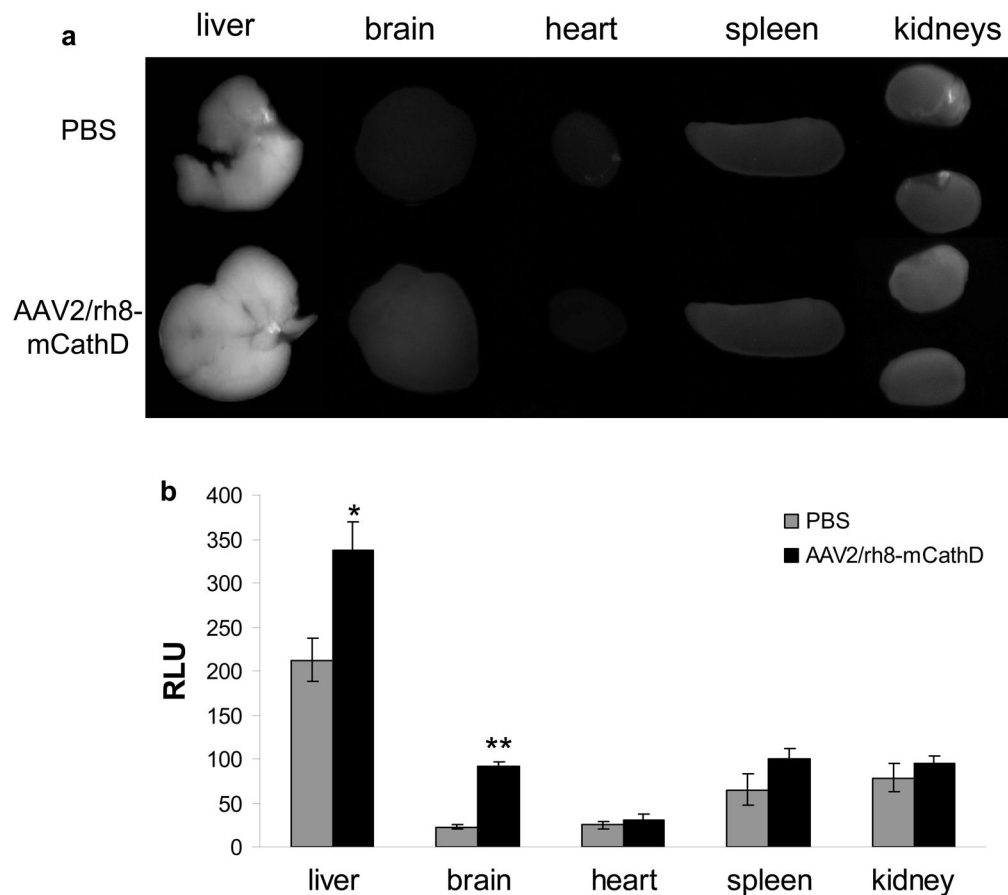 a
liver brain heart spleen kidneys
PBS
AAV2/rh8-
mCathD
b
400
350
300
250
200
150
100
50
0
RLU
*
**
PBS
AAV2/rh8-mCathD
liver brain heart spleen kidney